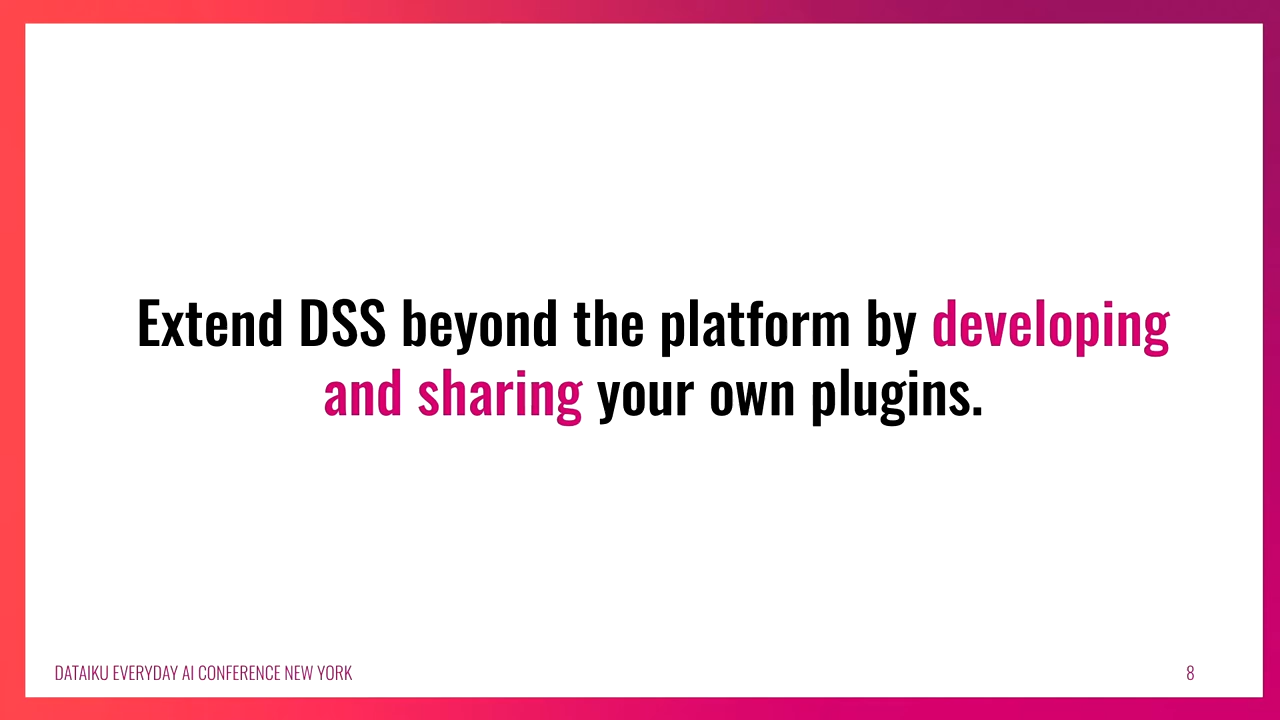 Extend DSS beyond the platform by developing
and sharing your own plugins.
DATAIKU EVERYDAY AI CONFERENCE NEW YORK
8